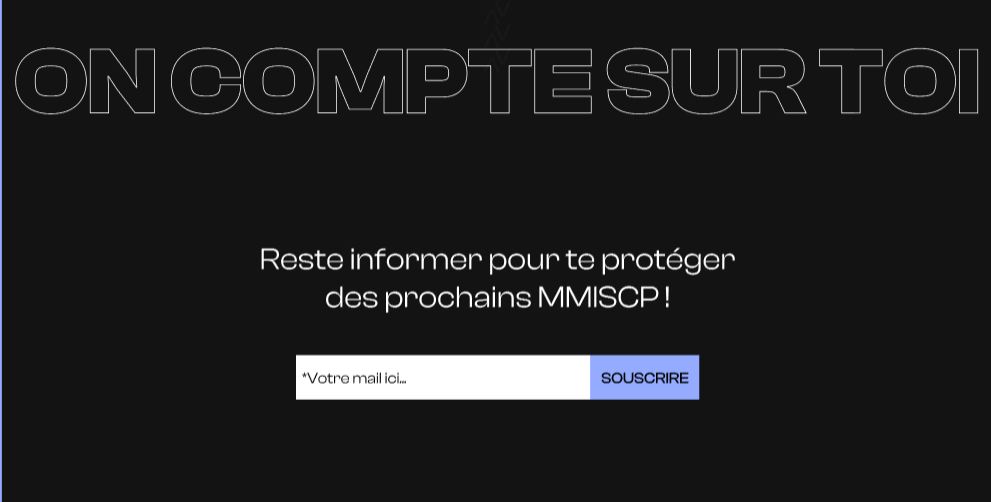 ON COMPTE SUR TOI
Reste informer pour te protéger
des prochains MMISCP !
*Votre mail ici... SOUSCRIRE